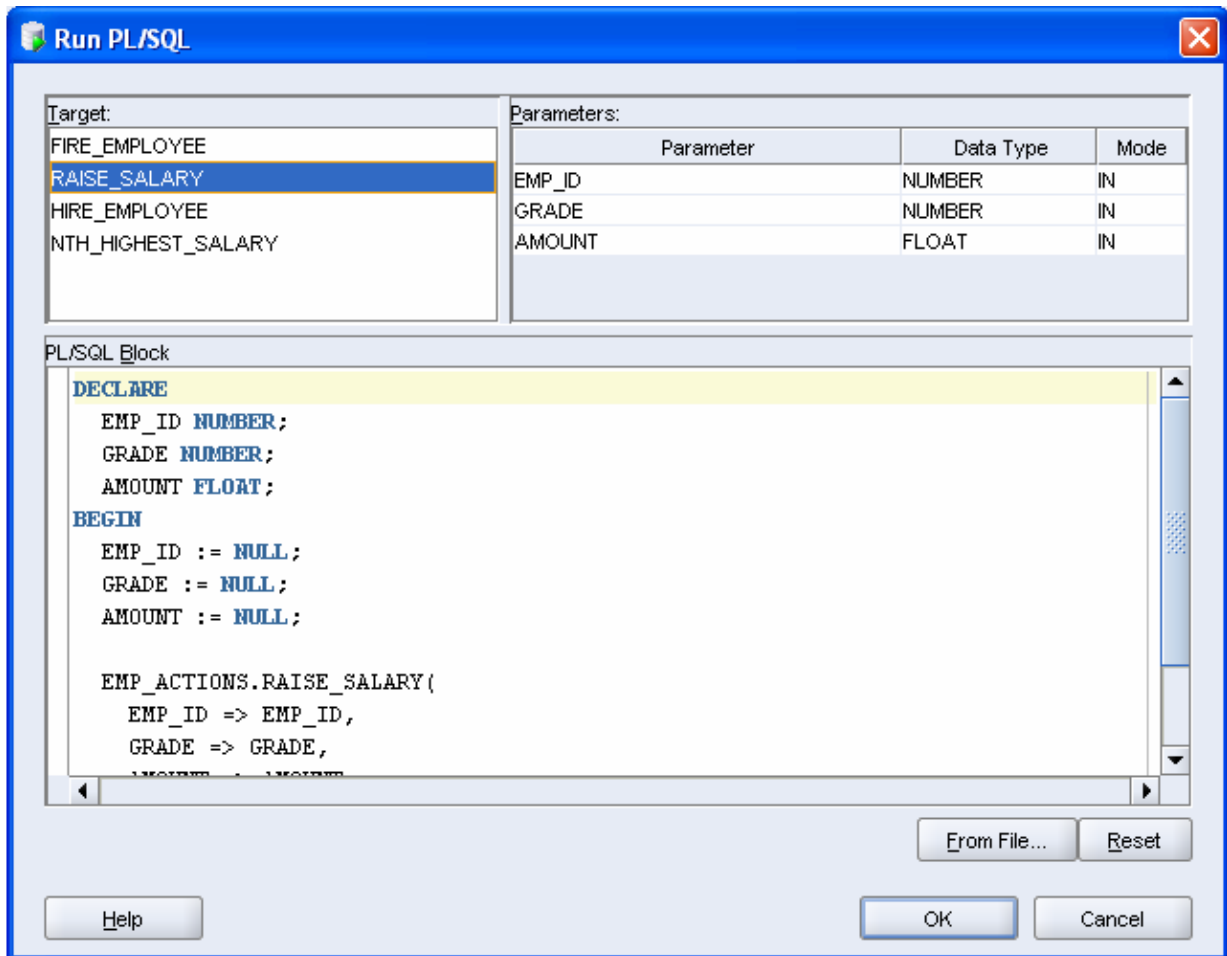 Run PL/SQL
Target:
FIRE_EMPLOYEE
RAISE_SALARY
HIRE_EMPLOYEE
NTH_HIGHEST_SALARY
Parameters:
Parameter Data Type Mode
EMP_ID NUMBER IN
GRADE NUMBER IN
AMOUNT FLOAT IN
PL/SQL Block
DECLARE
EMP_ID NUMBER;
GRADE NUMBER;
AMOUNT FLOAT;
BEGIN
EMP_ID := NULL;
GRADE := NULL;
AMOUNT := NULL;
EMP_ACTIONS.RAISE_SALARY(
EMP_ID => EMP_ID,
GRADE => GRADE,
From File... Reset
Help OK Cancel